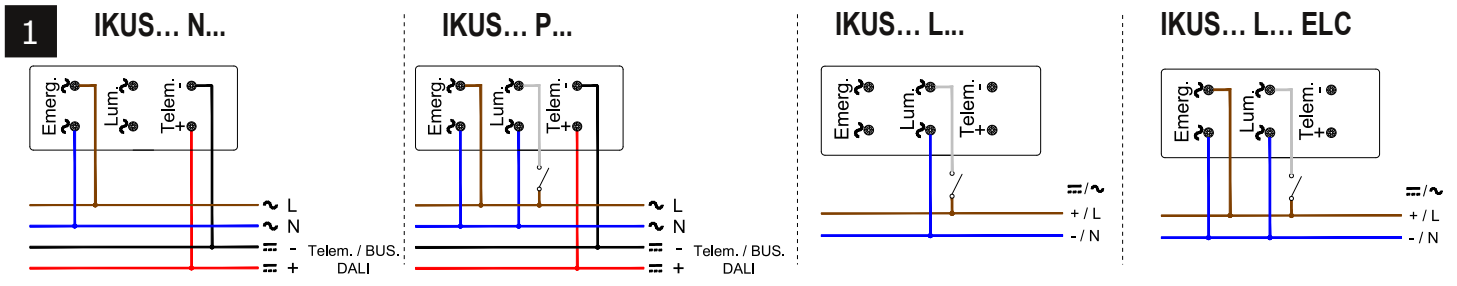 1
IKUS... N...
Emerg.
Lum.
Telem.
-
+
L
N
- Telem. / BUS.
+ DALI
IKUS... P...
Emerg.
Lum.
Telem.
-
+
L
N
- Telem. / BUS.
+ DALI
IKUS... L...
Emerg.
Lum.
Telem.
-
+
/
+ / L
- / N
IKUS... L... ELC
Emerg.
Lum.
Telem.
-
+
/
+ / L
- / N